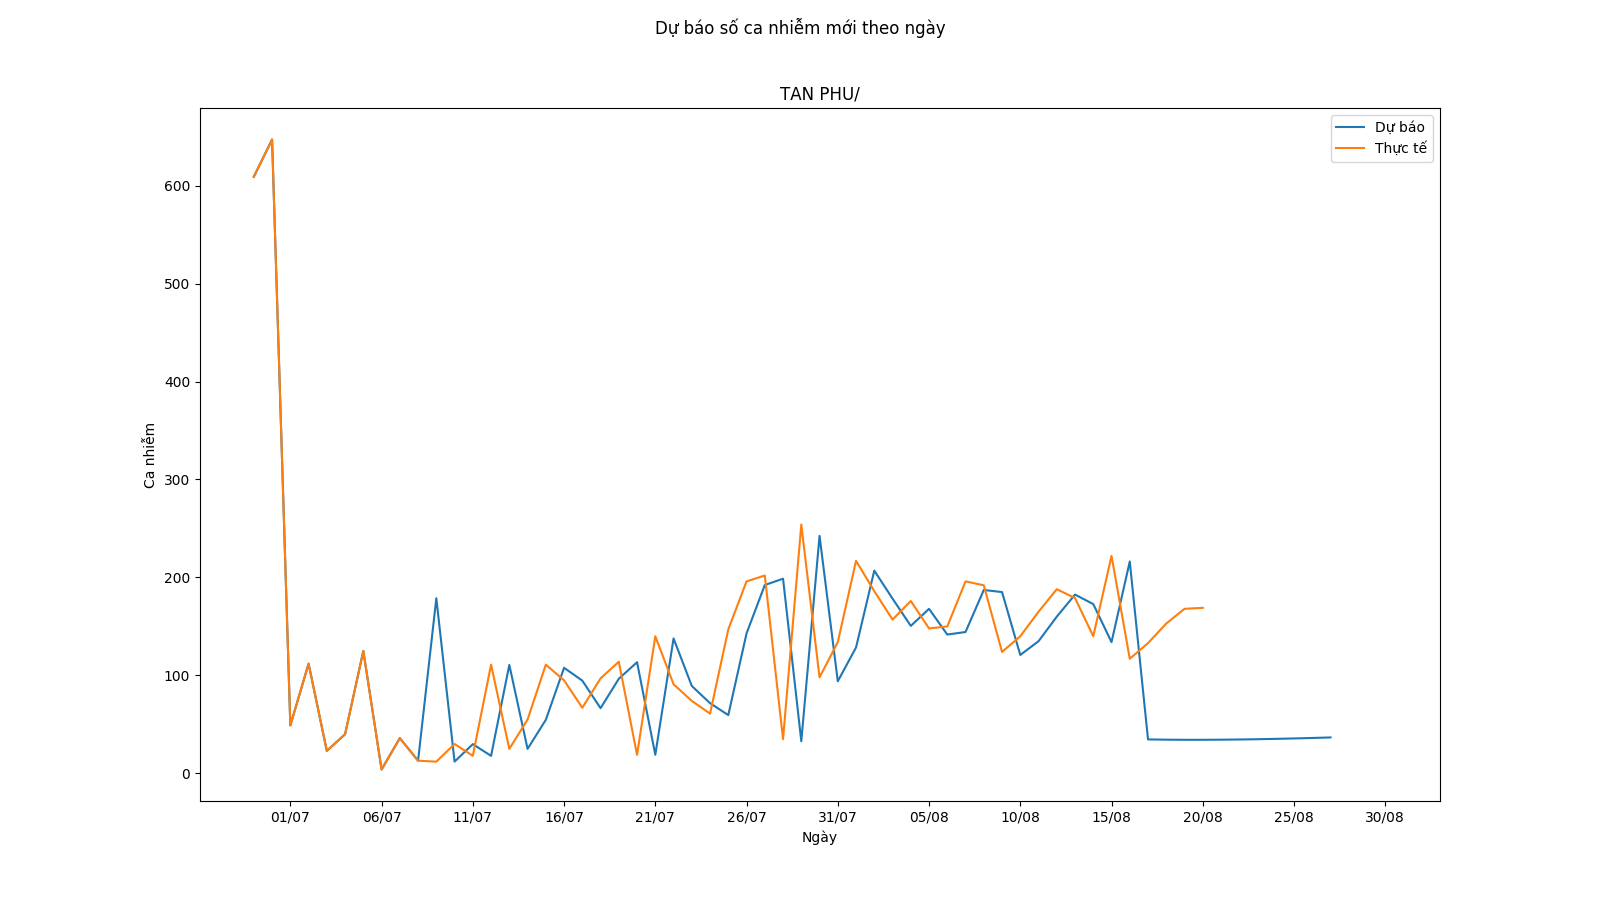 Dự báo số ca nhiễm mới theo ngày
TAN PHU/
Dự báo
Thực tế
600
500
400
300
200
100
0
Ca nhiễm
01/07 06/07 11/07 16/07 21/07 26/07 31/07 05/08 10/08 15/08 20/08 25/08 30/08
Ngày